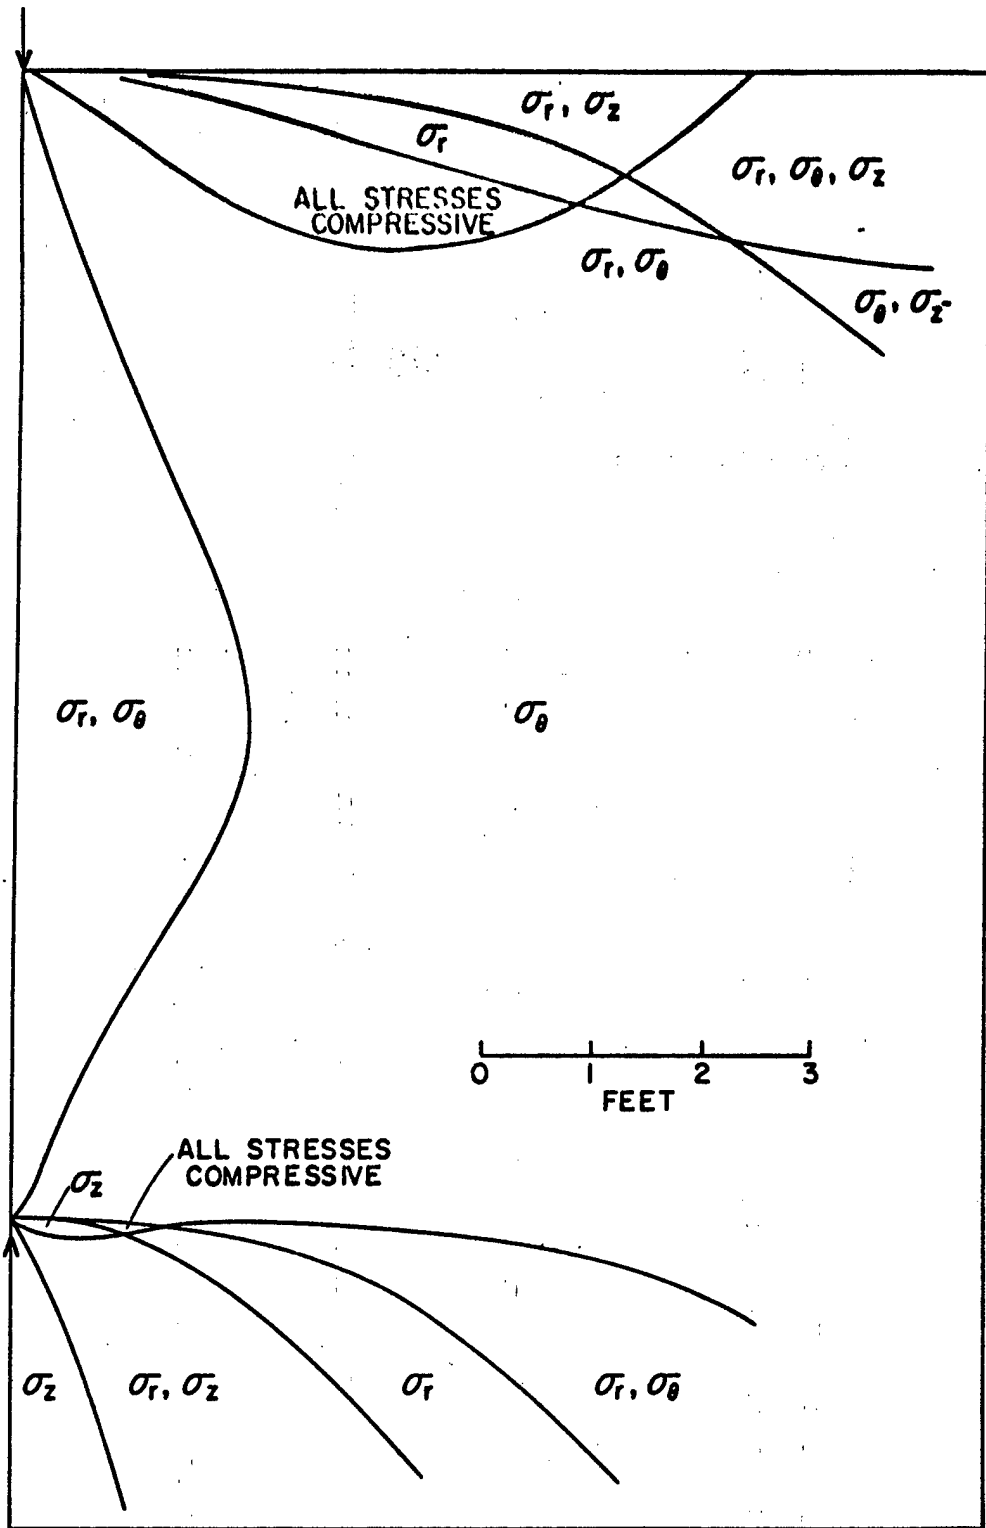 σr, σz
σr
σr, σθ, σz
ALL STRESSES
COMPRESSIVE
σr, σθ
σθ, σz
σr, σθ
σθ
0 1 2 3
FEET
ALL STRESSES
COMPRESSIVE
σz
σz
σr, σz
σr
σr, σθ